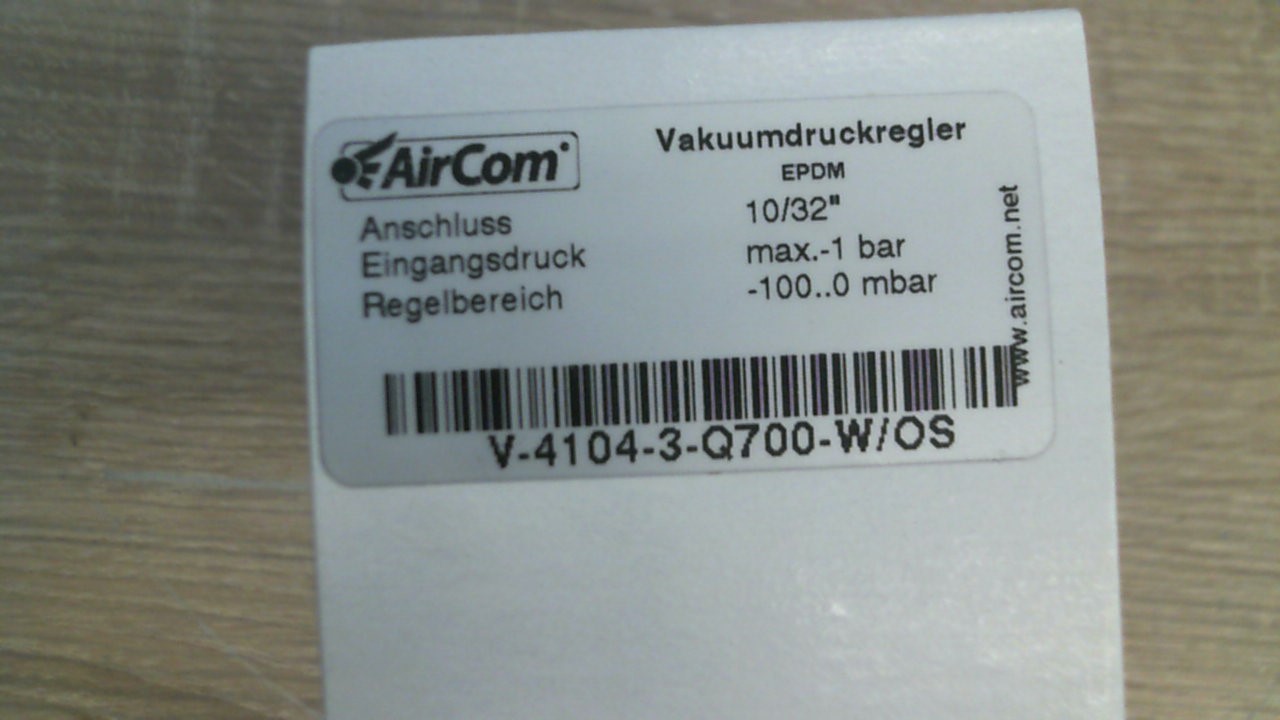 AirCom
Vakuumdruckregler
EPDM
Anschluss 10/32"
Eingangsdruck max.-1 bar
Regelbereich -100..0 mbar
www.aircom.net
V-4104-3-Q700-W/OS